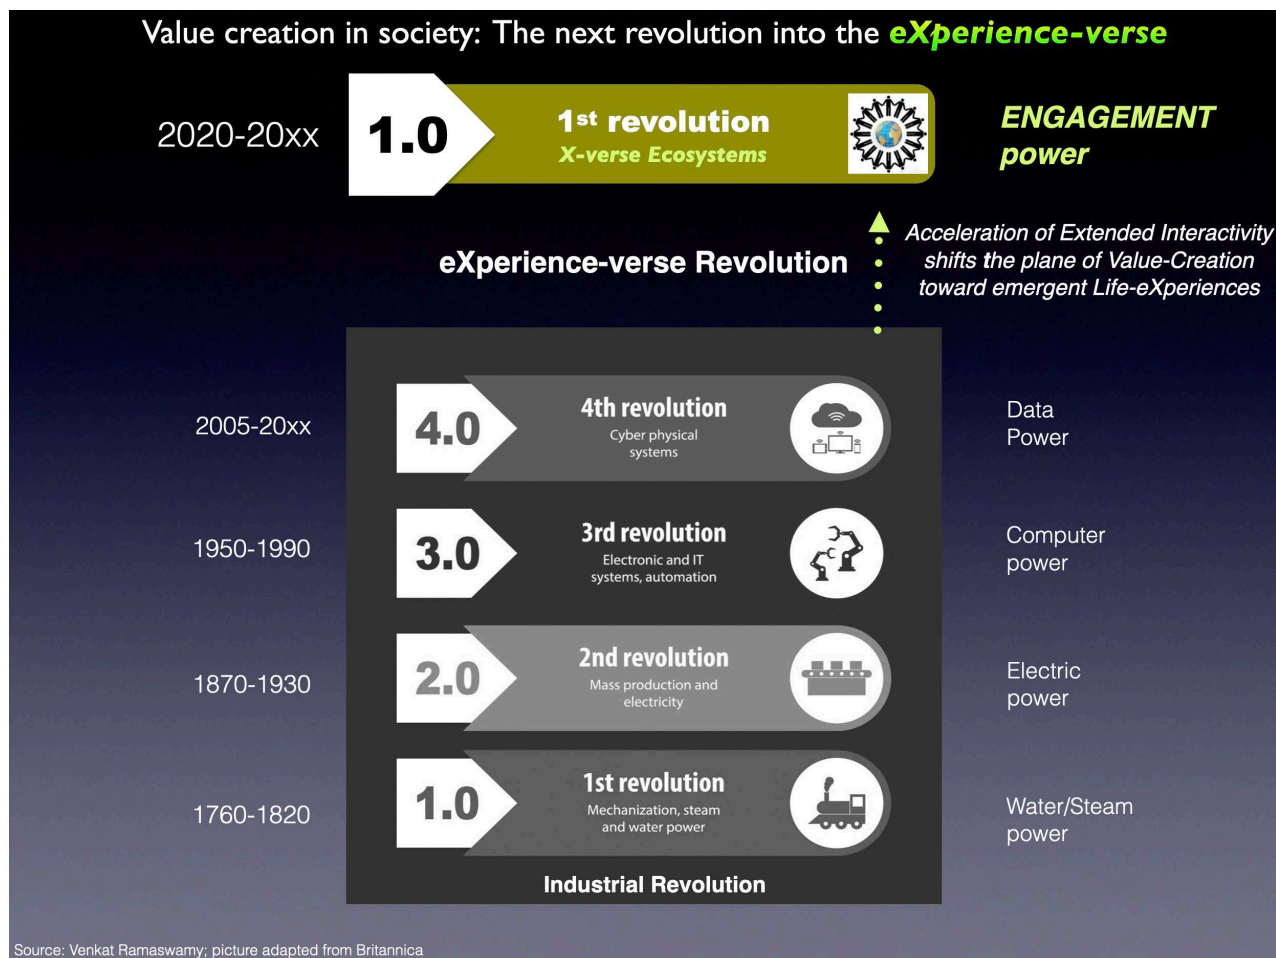 Value creation in society: The next revolution into the eXperience-verse
2020-20xx
1.0
1st revolution
X-verse Ecosystems
ENGAGEMENT
power
eXperience-verse Revolution
Acceleration of Extended Interactivity
shifts the plane of Value-Creation
toward emergent Life-eXperiences
2005-20xx
4.0
4th revolution
Cyber physical
systems
Data
Power
1950-1990
3.0
3rd revolution
Electronic and IT
systems, automation
Computer
power
1870-1930
2.0
2nd revolution
Mass production and
electricity
Electric
power
1760-1820
1.0
1st revolution
Mechanization, steam
and water power
Water/Steam
power
Industrial Revolution
Source: Venkat Ramaswamy; picture adapted from Britannica